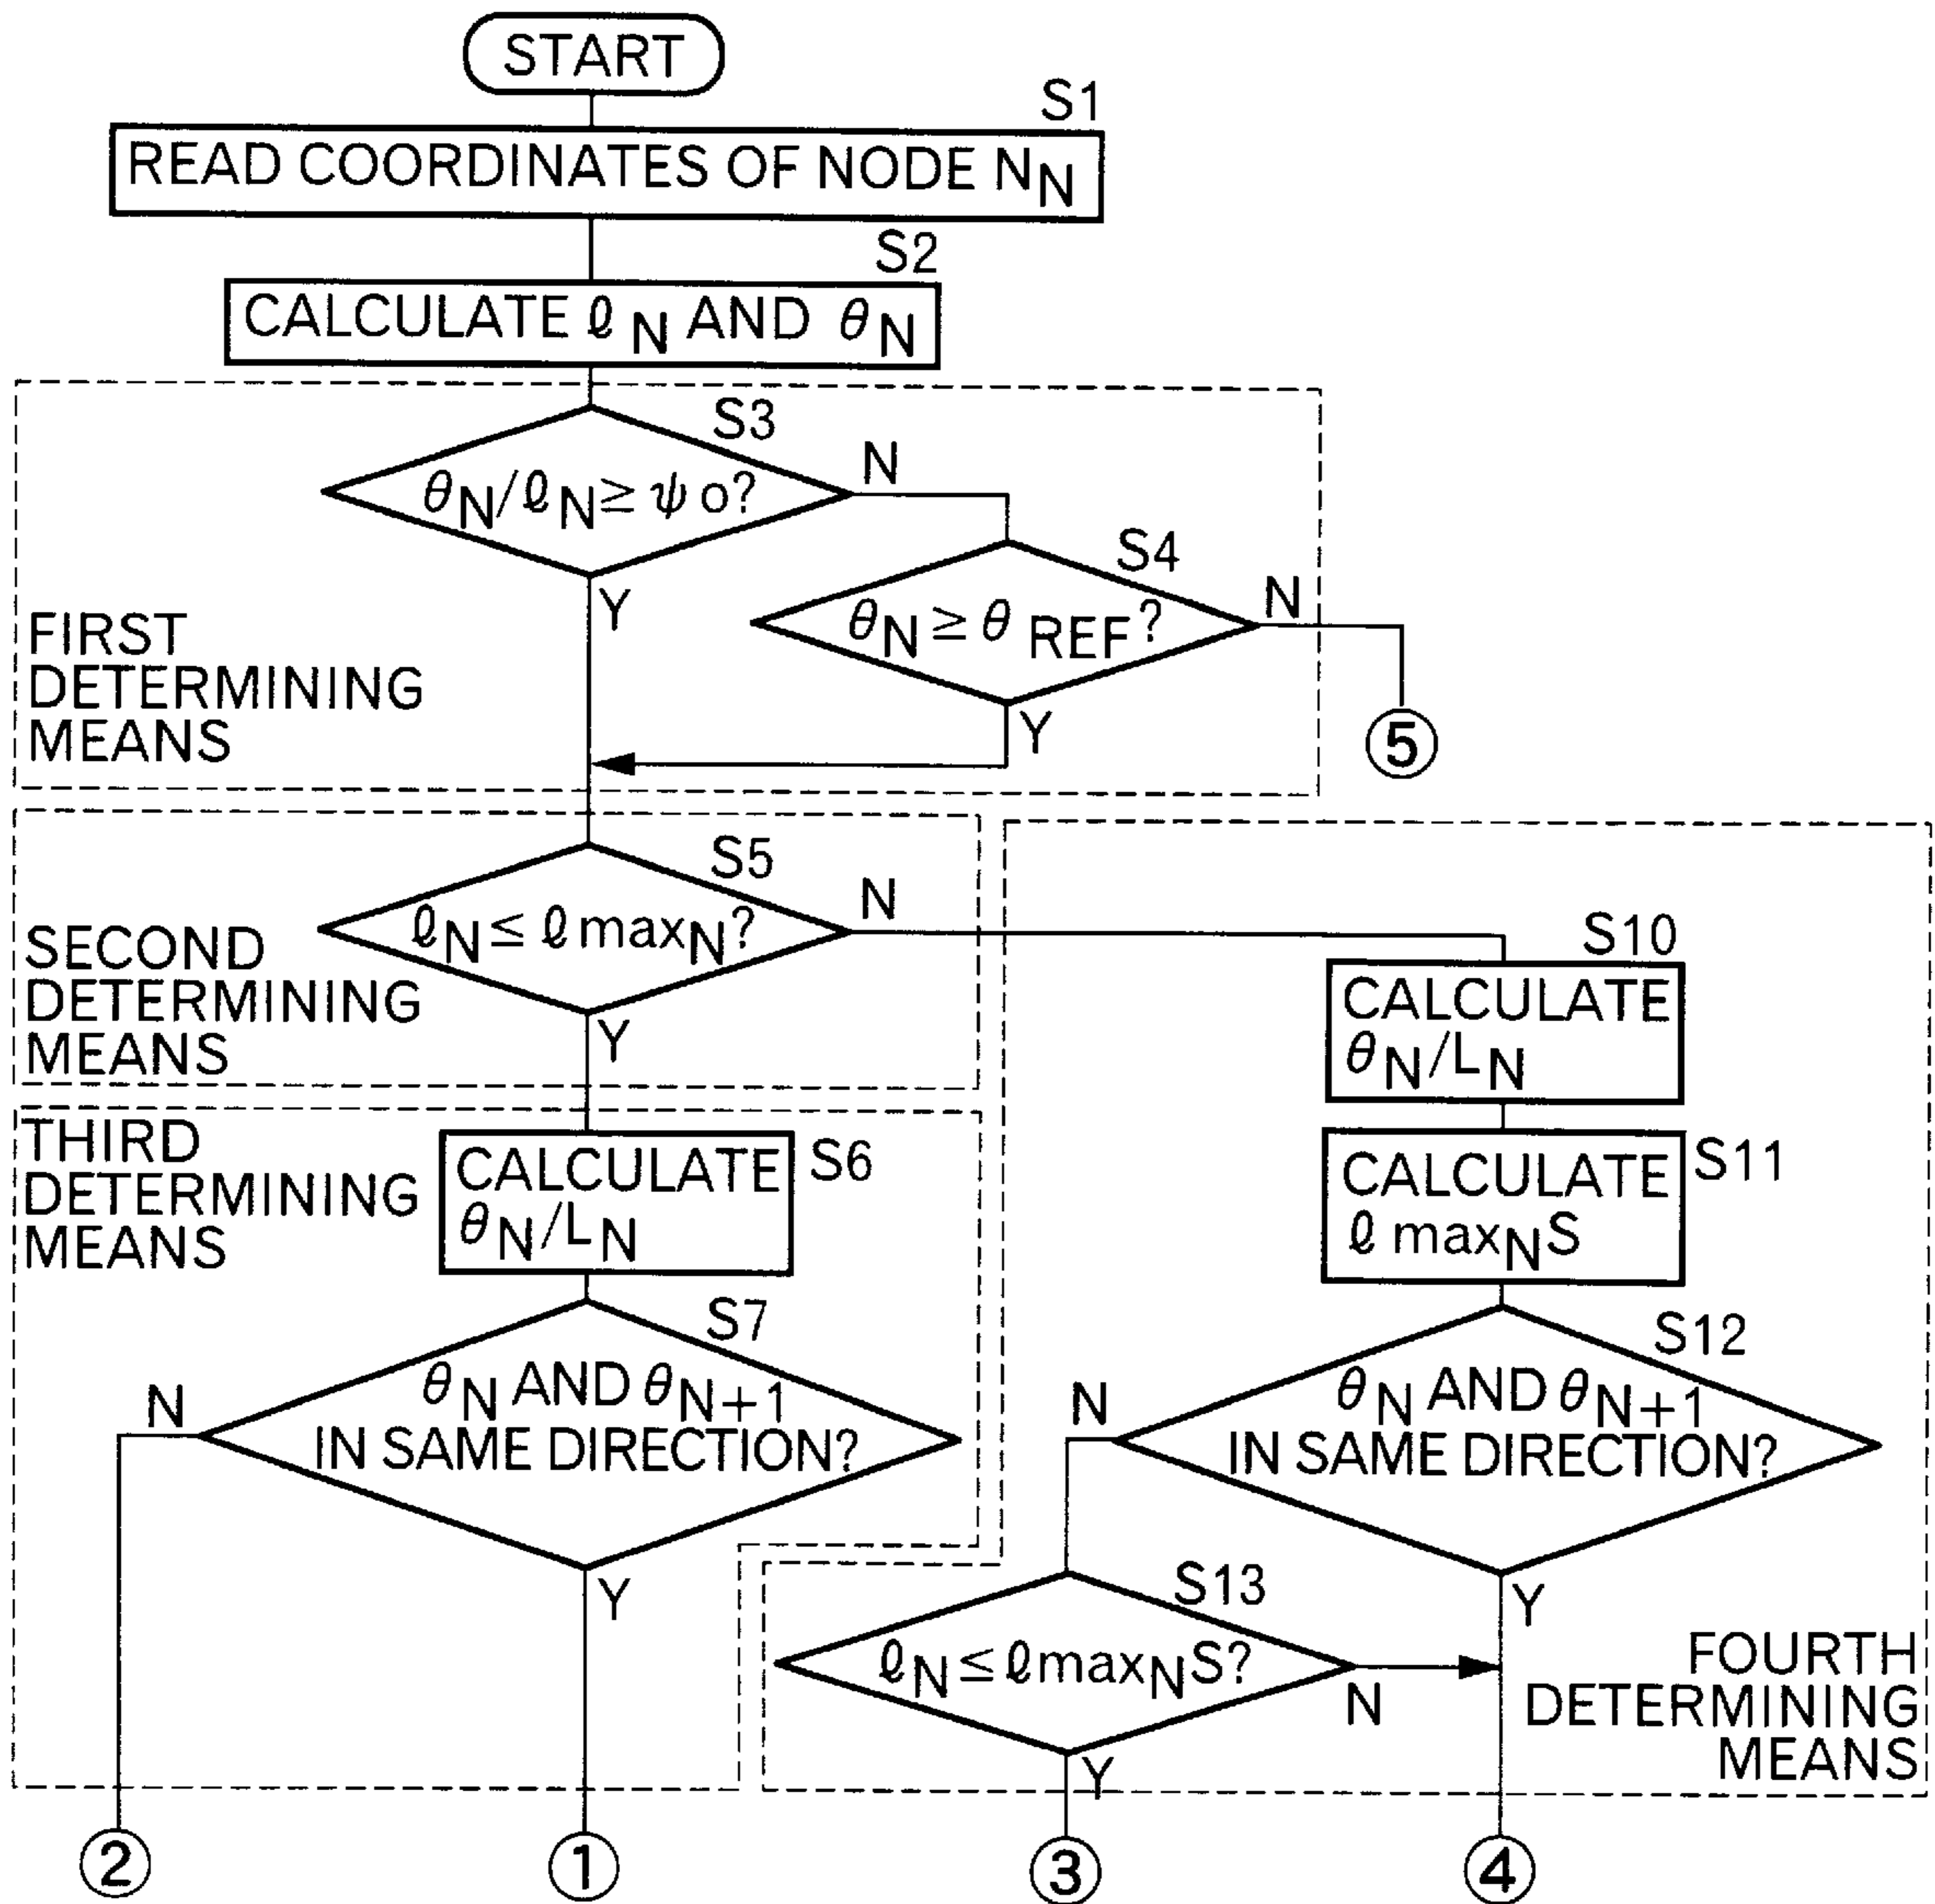 START
S1
READ COORDINATES OF NODE NN
S2
CALCULATE ℓN AND θN
S3
θN/ℓN ≥ ψo?
N
Y
S4
θN ≥ θREF?
N
Y
FIRST
DETERMINING
MEANS
⑤
S5
ℓN ≤ ℓmaxN?
N
Y
SECOND
DETERMINING
MEANS
S10
CALCULATE
θN/LN
THIRD
DETERMINING
MEANS
CALCULATE
θN/LN
S6
CALCULATE
ℓmaxNS
S11
S7
θN AND θN+1
IN SAME DIRECTION?
N
Y
S12
θN AND θN+1
IN SAME DIRECTION?
N
Y
S13
ℓN ≤ ℓmaxNS?
N
Y
FOURTH
DETERMINING
MEANS
②
①
③
④